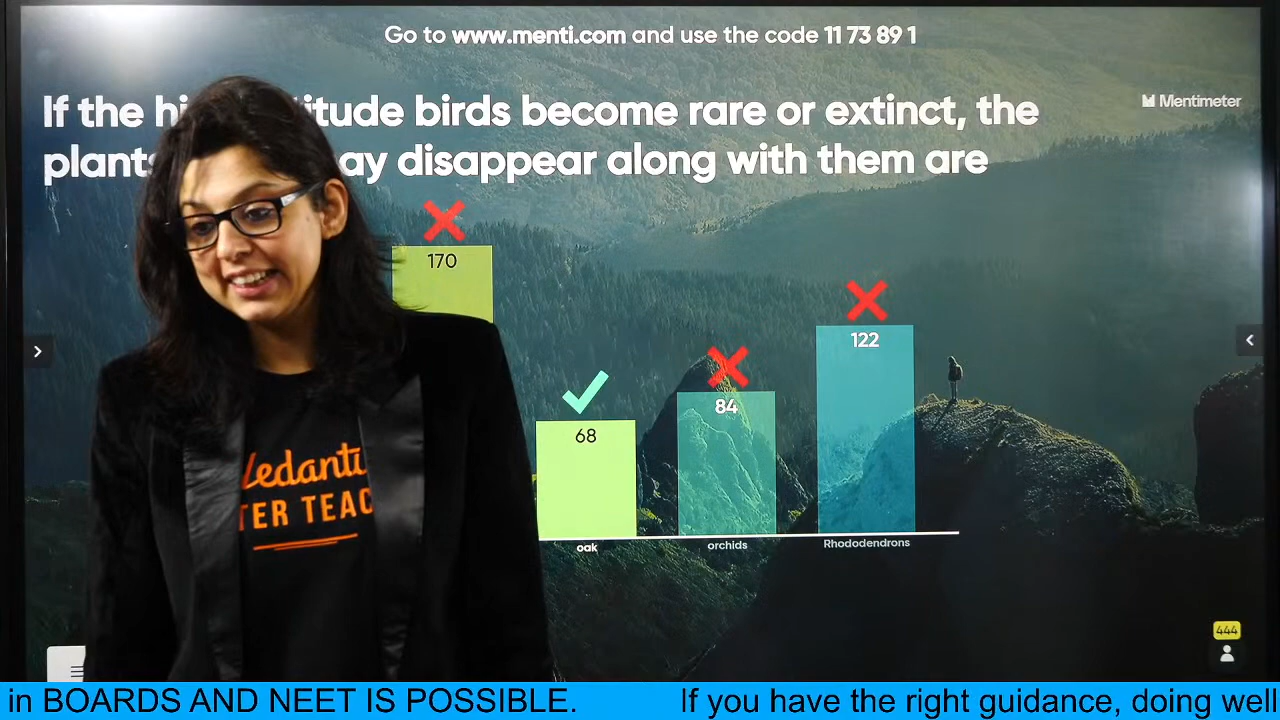 Go to www.menti.com and use the code 11 73 89 1
If the hi titude birds become rare or extinct, the
plants ay disappear along with them are
Mentimeter
170
68
84
122
oak
orchids
Rhododendrons
Vedantu
TER TEAC
444
in BOARDS AND NEET IS POSSIBLE. If you have the right guidance, doing well